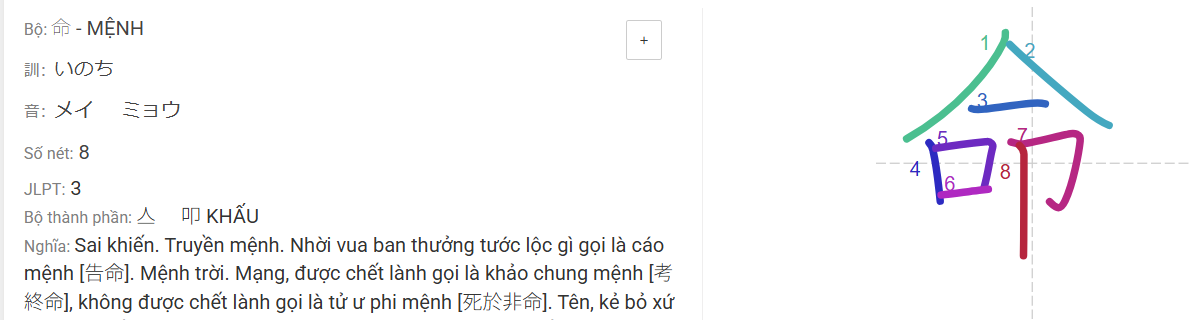 Bộ: 命 - MỆNH
+
訓: いのち
音: メイ ミョウ
Số nét: 8
JLPT: 3
Bộ thành phần: 亼 叩 KHẤU
Nghĩa: Sai khiến. Truyền mệnh. Nhời vua ban thưởng tước lộc gì gọi là cáo
mệnh [告命]. Mệnh trời. Mạng, được chết lành gọi là khảo chung mệnh [考
終命], không được chết lành gọi là tử ư phi mệnh [死於非命]. Tên, kẻ bỏ xứ
命
1
2
3
4
5
6
7
8